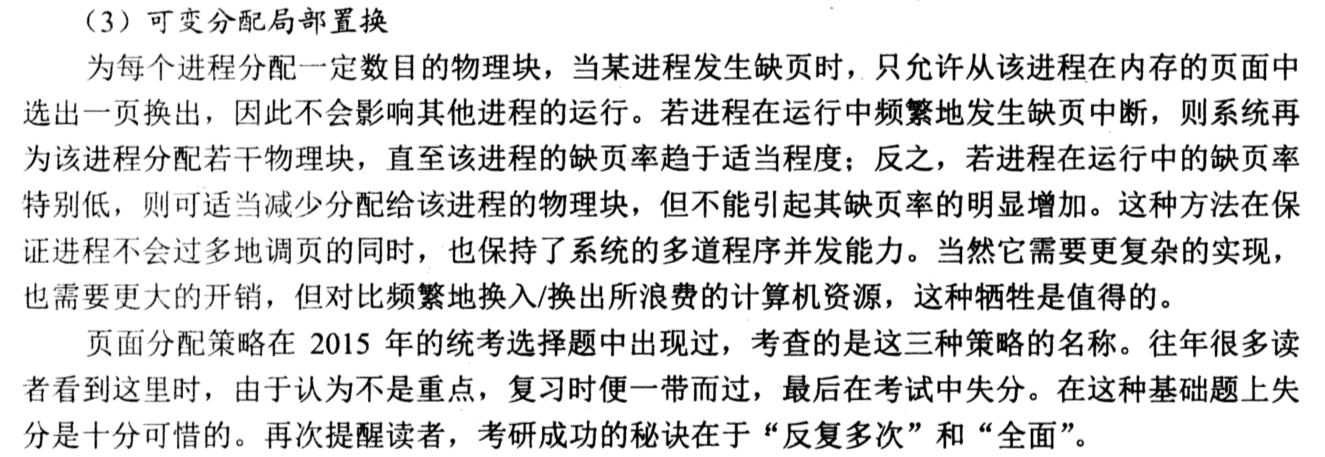 （3）可变分配局部置换
为每个进程分配一定数目的物理块，当某进程发生缺页时，只允许从该进程在内存的页面中
选出一页换出，因此不会影响其他进程的运行。若进程在运行中频繁地发生缺页中断，则系统再
为该进程分配若干物理块，直至该进程的缺页率趋于适当程度；反之，若进程在运行中的缺页率
特别低，则可适当减少分配给该进程的物理块，但不能引起其缺页率的明显增加。这种方法在保
证进程不会过多地调页的同时，也保持了系统的多道程序并发能力。当然它需要更复杂的实现，
也需要更大的开销，但对比频繁地换入/换出所浪费的计算机资源，这种牺牲是值得的。
页面分配策略在 2015 年的统考选择题中出现过，考查的是这三种策略的名称。往年很多读
者看到这里时，由于认为不是重点，复习时便一带而过，最后在考试中失分。在这种基础题上失
分是十分可惜的。再次提醒读者，考研成功的秘诀在于“反复多次”和“全面”。